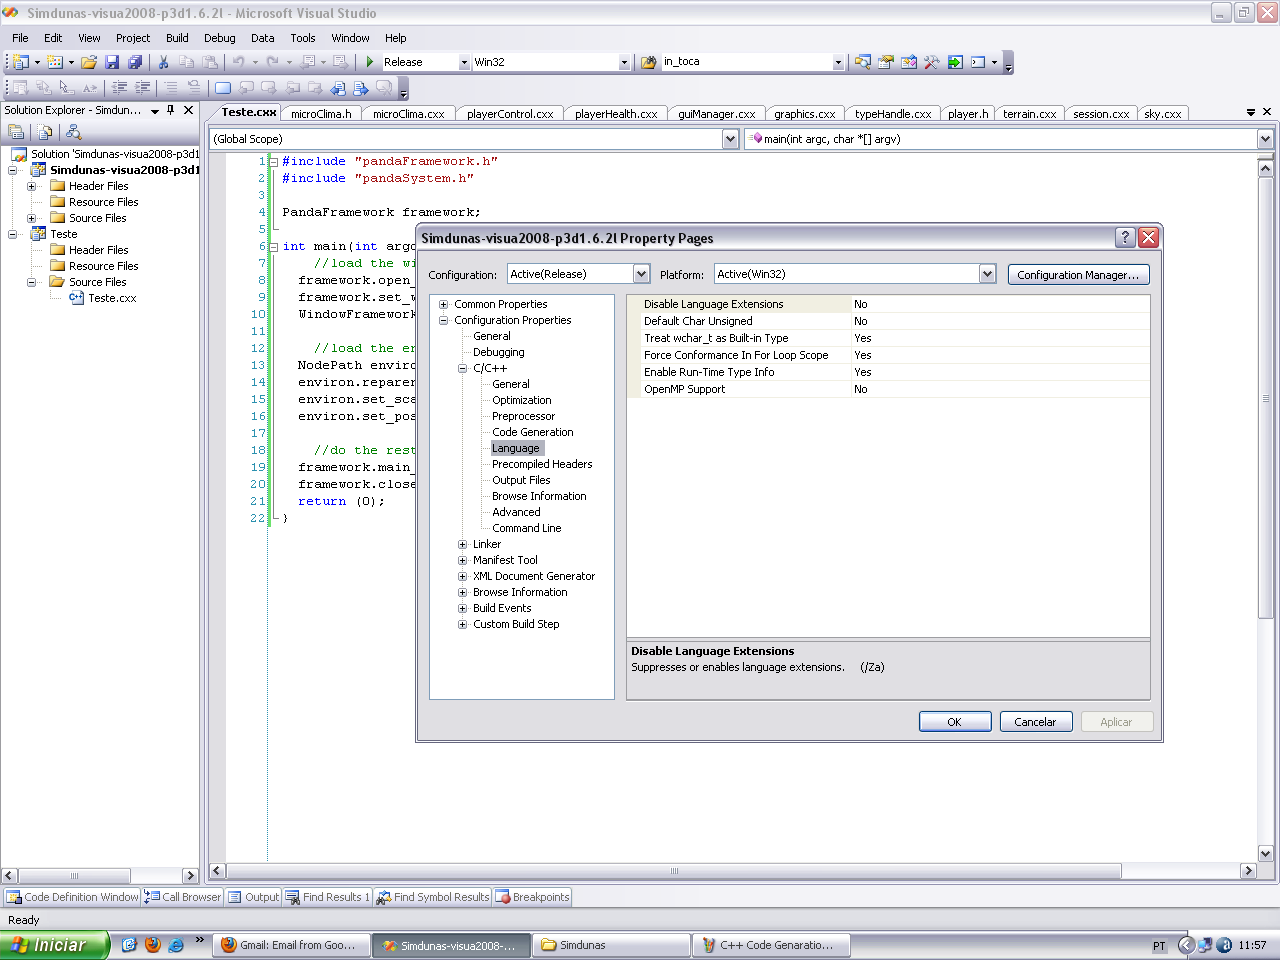 Simdunas-visua2008-p3d1.6.2l - Microsoft Visual Studio
File Edit View Project Build Debug Data Tools Window Help
Release Win32 in_toca
Solution Explorer - Simdun...
Teste.cxx microClima.h microClima.cxx playerControl.cxx playerHealth.cxx guiManager.cxx graphics.cxx typeHandle.cxx player.h terrain.cxx session.cxx sky.cxx
(Global Scope) main(int argc, char *[] argv)
Solution 'Simdunas-visua2008-p3d1
Simdunas-visua2008-p3d1
Header Files
Resource Files
Source Files
Teste
Header Files
Resource Files
Source Files
Teste.cxx
1 #include "pandaFramework.h"
2 #include "pandaSystem.h"
3
4 PandaFramework framework;
5
6 int main(int argc
7 //load the wi
8 framework.open_
9 framework.set_w
10 WindowFramework
11
12 //load the en
13 NodePath enviro
14 environ.reparen
15 environ.set_sca
16 environ.set_pos
17
18 //do the rest
19 framework.main_
20 framework.close
21 return (0);
22 }
Simdunas-visua2008-p3d1.6.2l Property Pages
Configuration: Active(Release) Platform: Active(Win32) Configuration Manager...
Common Properties
Configuration Properties
General
Debugging
C/C++
General
Optimization
Preprocessor
Code Generation
Language
Precompiled Headers
Output Files
Browse Information
Advanced
Command Line
Linker
Manifest Tool
XML Document Generator
Browse Information
Build Events
Custom Build Step
Disable Language Extensions No
Default Char Unsigned No
Treat wchar_t as Built-in Type Yes
Force Conformance In For Loop Scope Yes
Enable Run-Time Type Info Yes
OpenMP Support No
Disable Language Extensions
Suppresses or enables language extensions. (/Za)
OK Cancelar Aplicar
Code Definition Window Call Browser Output Find Results 1 Find Symbol Results Breakpoints
Ready
Iniciar Gmail: Email from Goo... Simdunas-visua2008-... Simdunas C++ Code Genaratio... PT 11:57